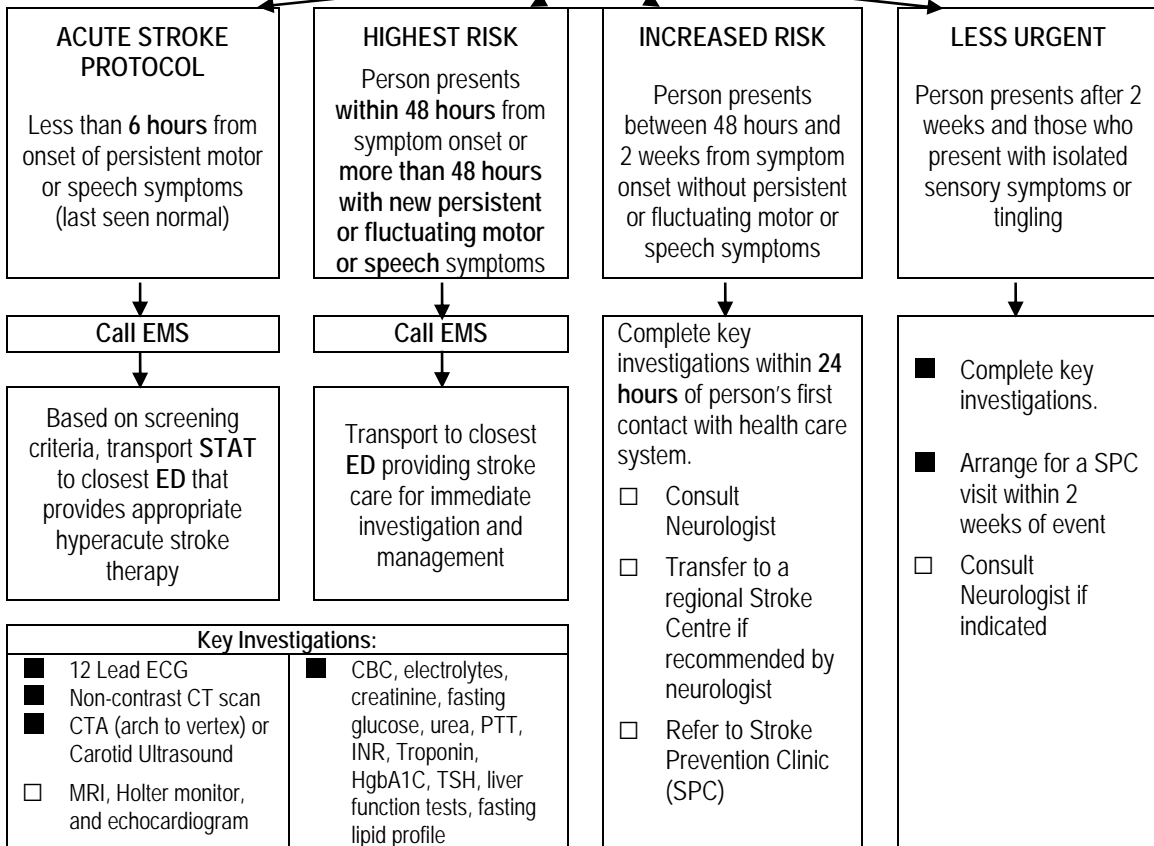 ACUTE STROKE
PROTOCOL
Less than 6 hours from
onset of persistent motor
or speech symptoms
(last seen normal)
Call EMS
Based on screening
criteria, transport STAT
to closest ED that
provides appropriate
hyperacute stroke
therapy
HIGHEST RISK
Person presents
within 48 hours from
symptom onset or
more than 48 hours
with new persistent
or fluctuating motor
or speech symptoms
Call EMS
Transport to closest
ED providing stroke
care for immediate
investigation and
management
INCREASED RISK
Person presents
between 48 hours and
2 weeks from symptom
onset without persistent
or fluctuating motor or
speech symptoms
Complete key
investigations within 24
hours of person's first
contact with health care
system.
□ Consult
Neurologist
□ Transfer to a
regional Stroke
Centre if
recommended by
neurologist
□ Refer to Stroke
Prevention Clinic
(SPC)
LESS URGENT
Person presents after 2
weeks and those who
present with isolated
sensory symptoms or
tingling
■ Complete key
investigations.
■ Arrange for a SPC
visit within 2
weeks of event
□ Consult
Neurologist if
indicated
Key Investigations:
■ 12 Lead ECG
■ Non-contrast CT scan
■ CTA (arch to vertex) or
Carotid Ultrasound
□ MRI, Holter monitor,
and echocardiogram
■ CBC, electrolytes,
creatinine, fasting
glucose, urea, PTT,
INR, Troponin,
HgbA1C, TSH, liver
function tests, fasting
lipid profile